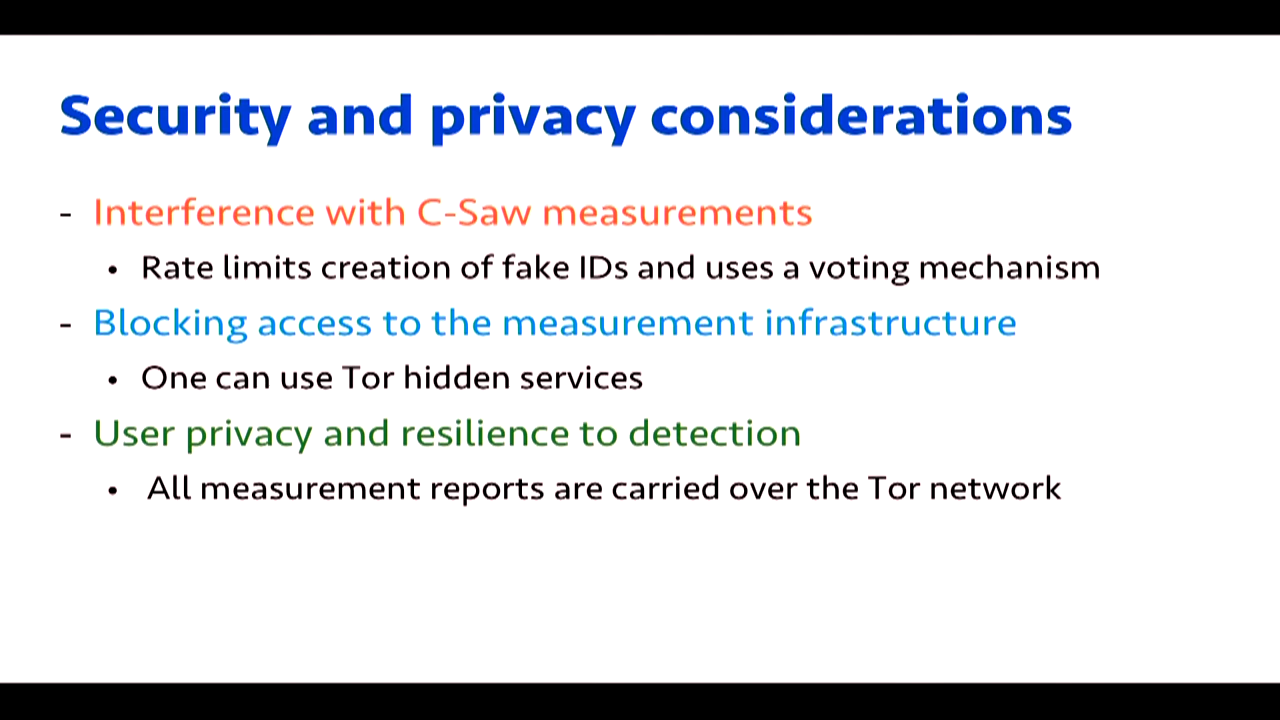 Security and privacy considerations
- Interference with C-Saw measurements
• Rate limits creation of fake IDs and uses a voting mechanism
- Blocking access to the measurement infrastructure
• One can use Tor hidden services
- User privacy and resilience to detection
• All measurement reports are carried over the Tor network